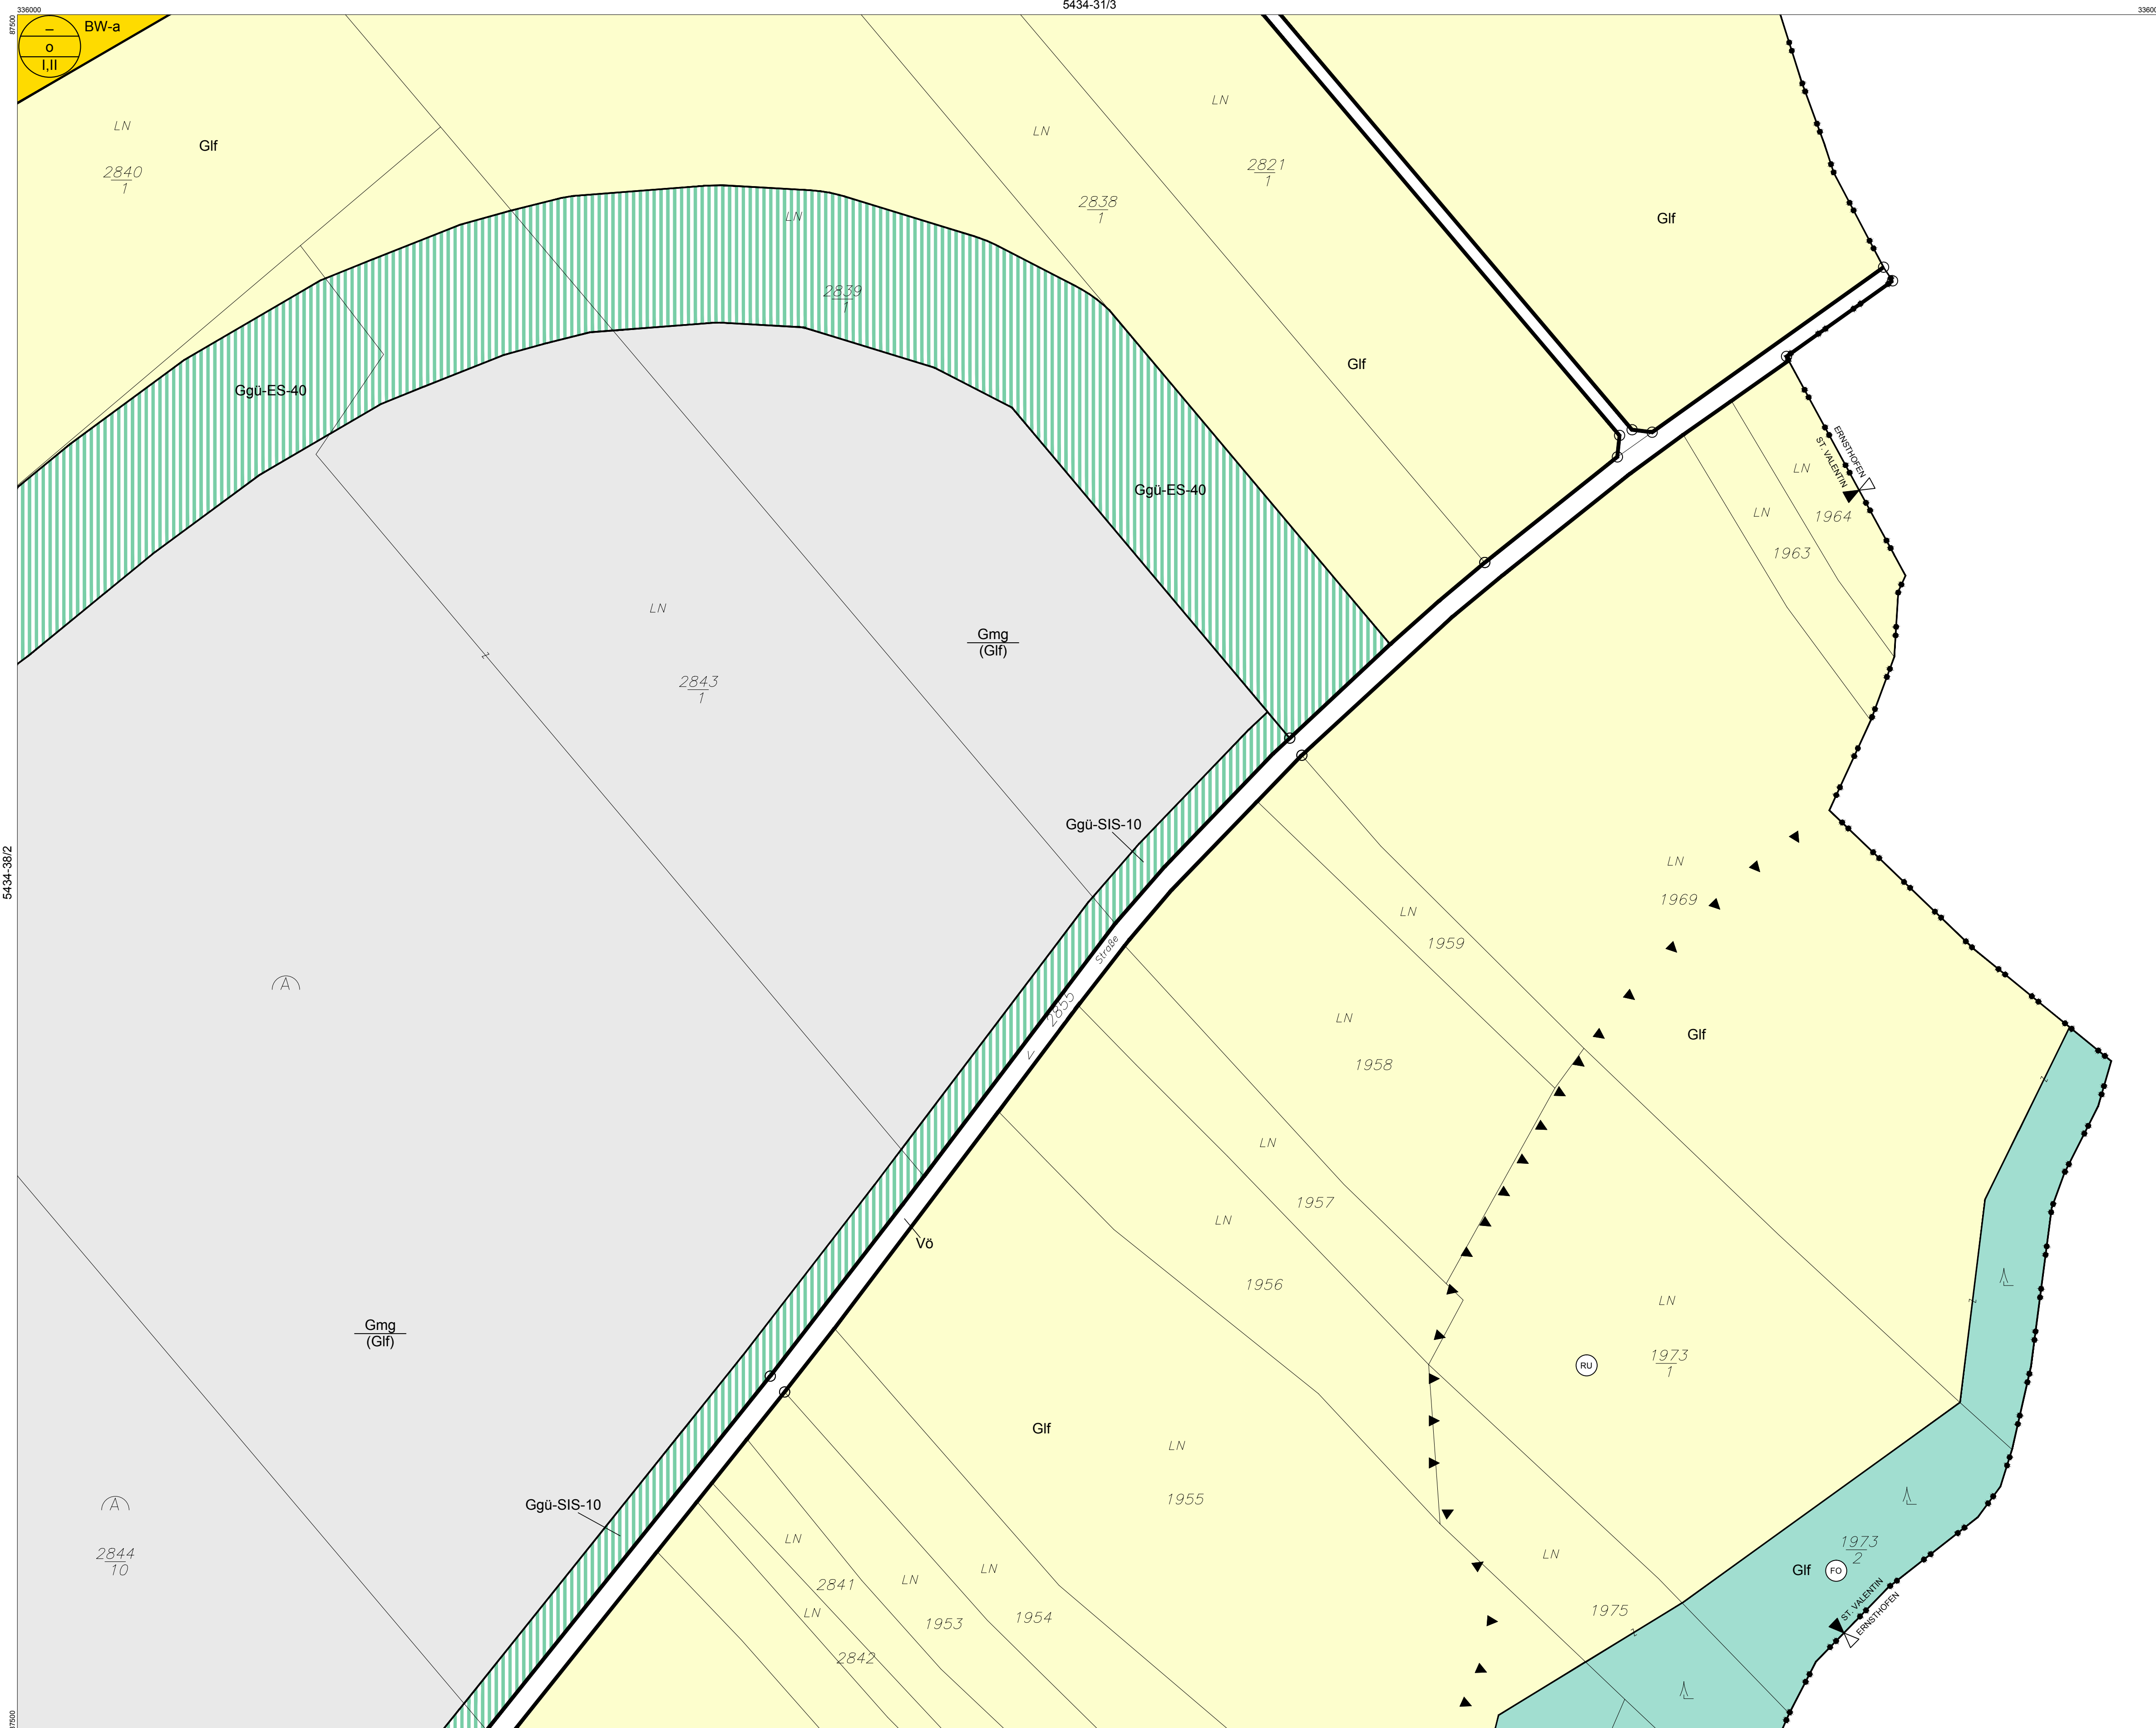 336000
5434-31/3
87500
–
o
I,II
BW-a
LN
Glf
2840
1
LN
LN
2821
1
2838
1
LN
2839
1
Glf
Glf
Ggü-ES-40
Ggü-ES-40
ERNSTHOFEN
ST. VALENTIN
LN
1964
LN
1963
LN
2843
1
Gmg
(Glf)
Ggü-SIS-10
5434-38/2
LN
1969
LN
1959
Straße
2855
V
LN
1958
Glf
A
LN
1957
LN
1956
Vö
LN
RU
1973
1
Gmg
(Glf)
Glf
LN
1955
Ggü-SIS-10
A
2844
10
LN
2841
LN
2842
LN
1953
LN
1954
LN
1975
1973
2
Glf
FO
ST. VALENTIN
ERNSTHOFEN